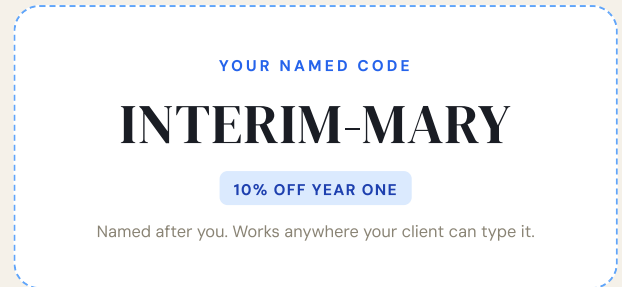 YOUR NAMED CODE
INTERIM-MARY
10% OFF YEAR ONE
Named after you. Works anywhere your client can type it.